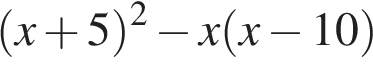 (x + 5)² − x(x − 10)